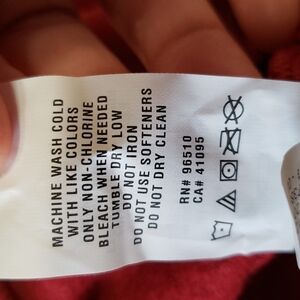 MACHINE WASH COLD
WITH LIKE COLORS
ONLY NON-CHLORINE
BLEACH WHEN NEEDED
TUMBLE DRY LOW
DO NOT IRON
DO NOT USE SOFTENERS
DO NOT DRY CLEAN
RN# 96510
CA# 41095